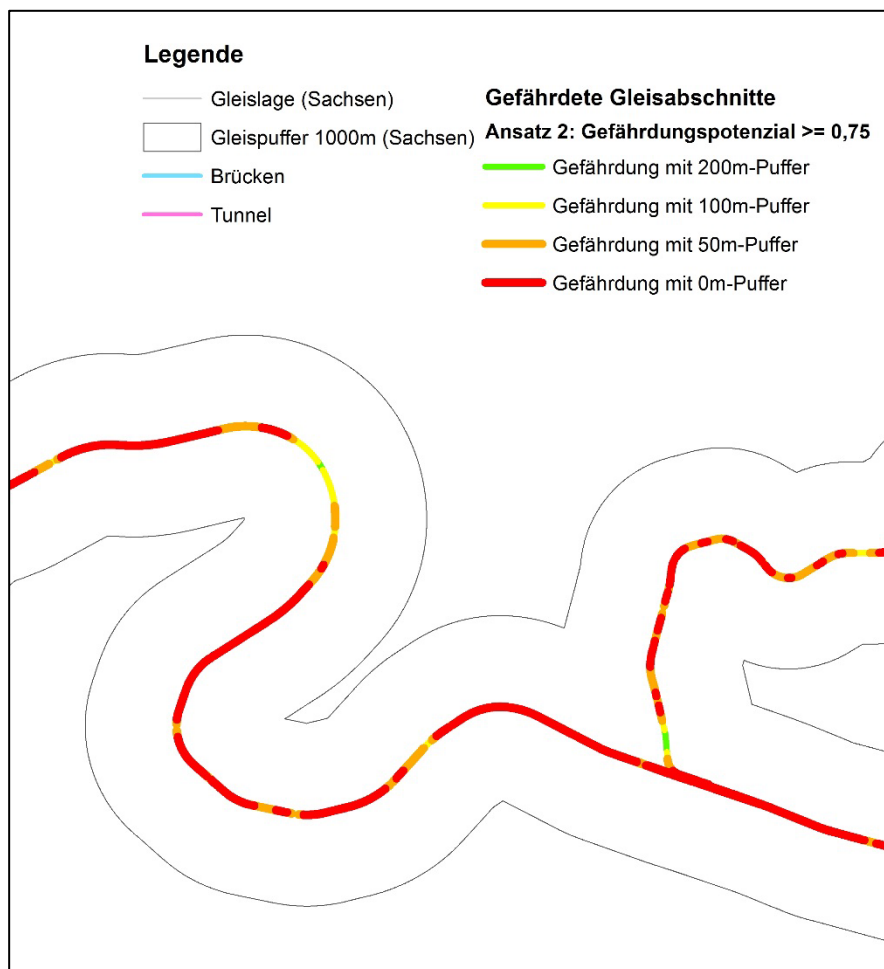 Legende
Gleislage (Sachsen)
Gleispuffer 1000m (Sachsen)
Brücken
Tunnel
Gefährdete Gleisabschnitte
Ansatz 2: Gefährdungspotenzial >= 0,75
Gefährdung mit 200m-Puffer
Gefährdung mit 100m-Puffer
Gefährdung mit 50m-Puffer
Gefährdung mit 0m-Puffer